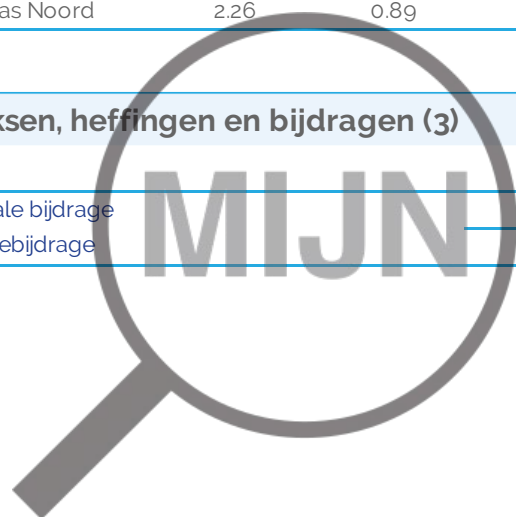 as Noord 2.26 0.89
ksen, heffingen en bijdragen (3)
MIJN
ale bijdrage
ebijdrage